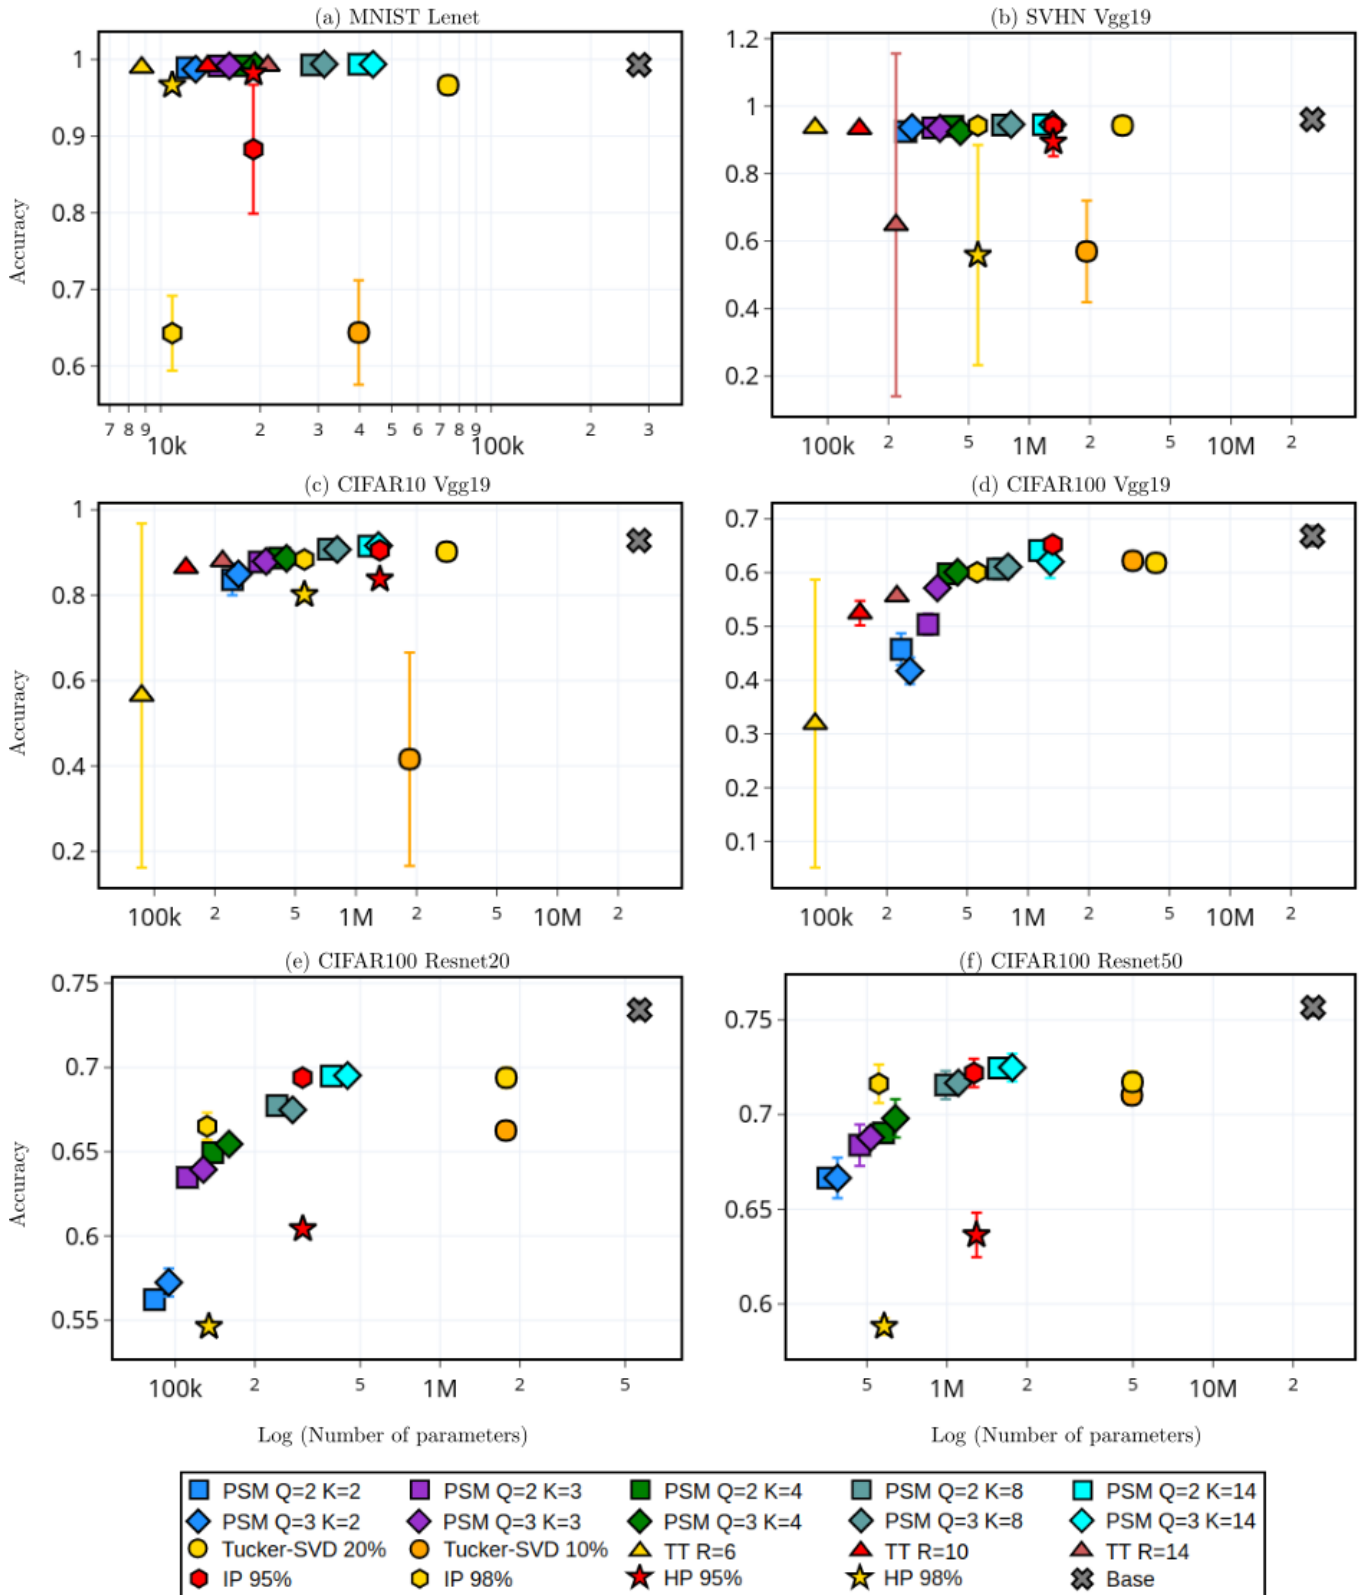 (a) MNIST Lenet
(b) SVHN Vgg19
1
0.9
0.8
0.7
0.6
Accuracy
7 8 9 10k 2 3 4 5 6 7 8 9 100k 2 3
1.2
1
0.8
0.6
0.4
0.2
100k 2 5 1M 2 5 10M 2
(c) CIFAR10 Vgg19
(d) CIFAR100 Vgg19
1
0.8
0.6
0.4
0.2
Accuracy
100k 2 5 1M 2 5 10M 2
0.7
0.6
0.5
0.4
0.3
0.2
0.1
100k 2 5 1M 2 5 10M 2
(e) CIFAR100 Resnet20
(f) CIFAR100 Resnet50
0.75
0.7
0.65
0.6
0.55
Accuracy
100k 2 5 1M 2 5
0.75
0.7
0.65
0.6
5 1M 2 5 10M 2
Log (Number of parameters)
Log (Number of parameters)
PSM Q=2 K=2 PSM Q=2 K=3 PSM Q=2 K=4 PSM Q=2 K=8 PSM Q=2 K=14
PSM Q=3 K=2 PSM Q=3 K=3 PSM Q=3 K=4 PSM Q=3 K=8 PSM Q=3 K=14
Tucker-SVD 20% Tucker-SVD 10% TT R=6 TT R=10 TT R=14
IP 95% IP 98% HP 95% HP 98% Base